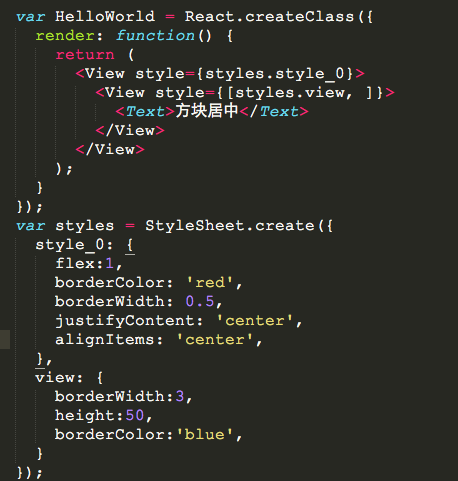 var HelloWorld = React.createClass({
  render: function() {
    return (
      <View style={styles.style_0}>
        <View style={[styles.view, ]}>
          <Text>方块居中</Text>
        </View>
      </View>
    );
  }
});
var styles = StyleSheet.create({
  style_0: {
    flex:1,
    borderColor: 'red',
    borderWidth: 0.5,
    justifyContent: 'center',
    alignItems: 'center',
  },
  view: {
    borderWidth:3,
    height:50,
    borderColor:'blue',
  }
});